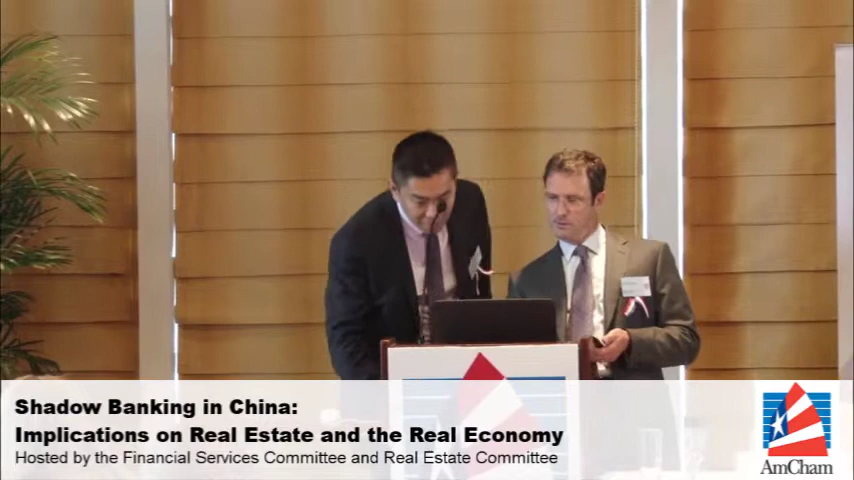 Shadow Banking in China:
Implications on Real Estate and the Real Economy
Hosted by the Financial Services Committee and Real Estate Committee
AmCham